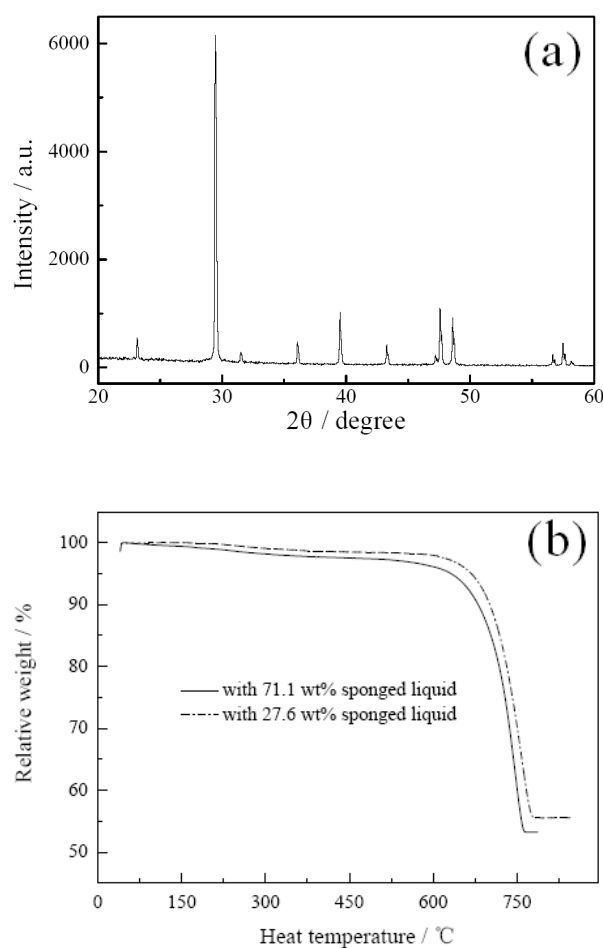 (a)
6000
4000
2000
0
Intensity / a.u.
20 30 40 50 60
2θ / degree
(b)
100
90
80
70
60
50
Relative weight / %
with 71.1 wt% sponged liquid
with 27.6 wt% sponged liquid
0 150 300 450 600 750
Heat temperature / ℃